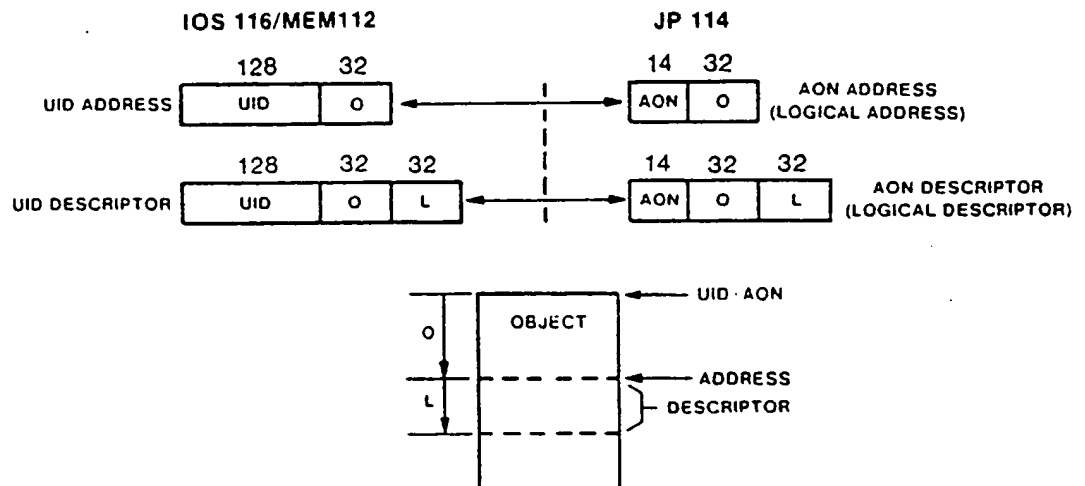 IOS 116/MEM112
JP 114
128 32
14 32
UID ADDRESS
UID O
AON O
AON ADDRESS
(LOGICAL ADDRESS)
128 32 32
14 32 32
UID DESCRIPTOR
UID O L
AON O L
AON DESCRIPTOR
(LOGICAL DESCRIPTOR)
UID·AON
OBJECT
O
ADDRESS
L
DESCRIPTOR